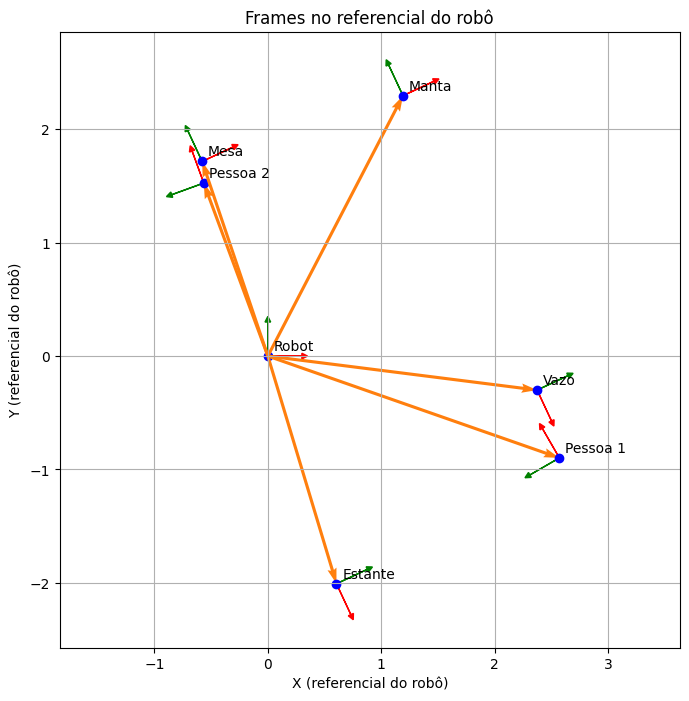 Frames no referencial do robô
Manta
Mesa
Pessoa 2
Robot
Vazo
Pessoa 1
Estante
2
1
0
−1
−2
−1
0
1
2
3
Y (referencial do robô)
X (referencial do robô)